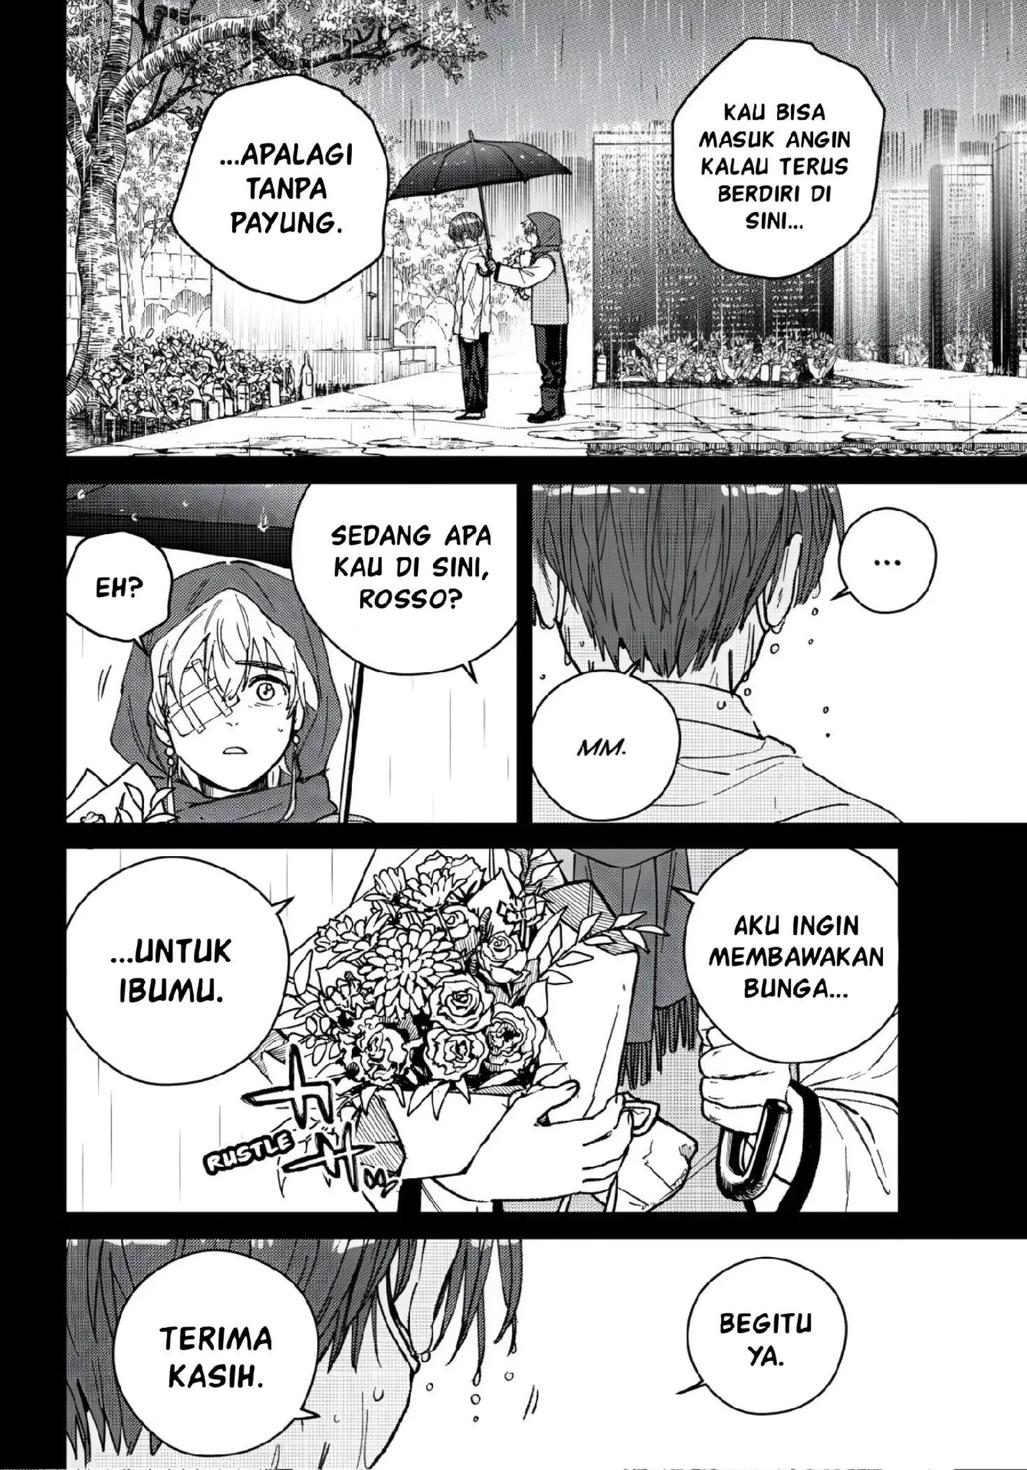 KAU BISA
MASUK ANGIN
KALAU TERUS
BERDIRI DI
SINI...
...APALAGI
TANPA
PAYUNG.
...
MM.
SEDANG APA
KAU DI SINI,
ROSSO?
EH?
AKU INGIN
MEMBAWAKAN
BUNGA...
...UNTUK
IBUMU.
RUSTLE
BEGITU
YA.
TERIMA
KASIH.